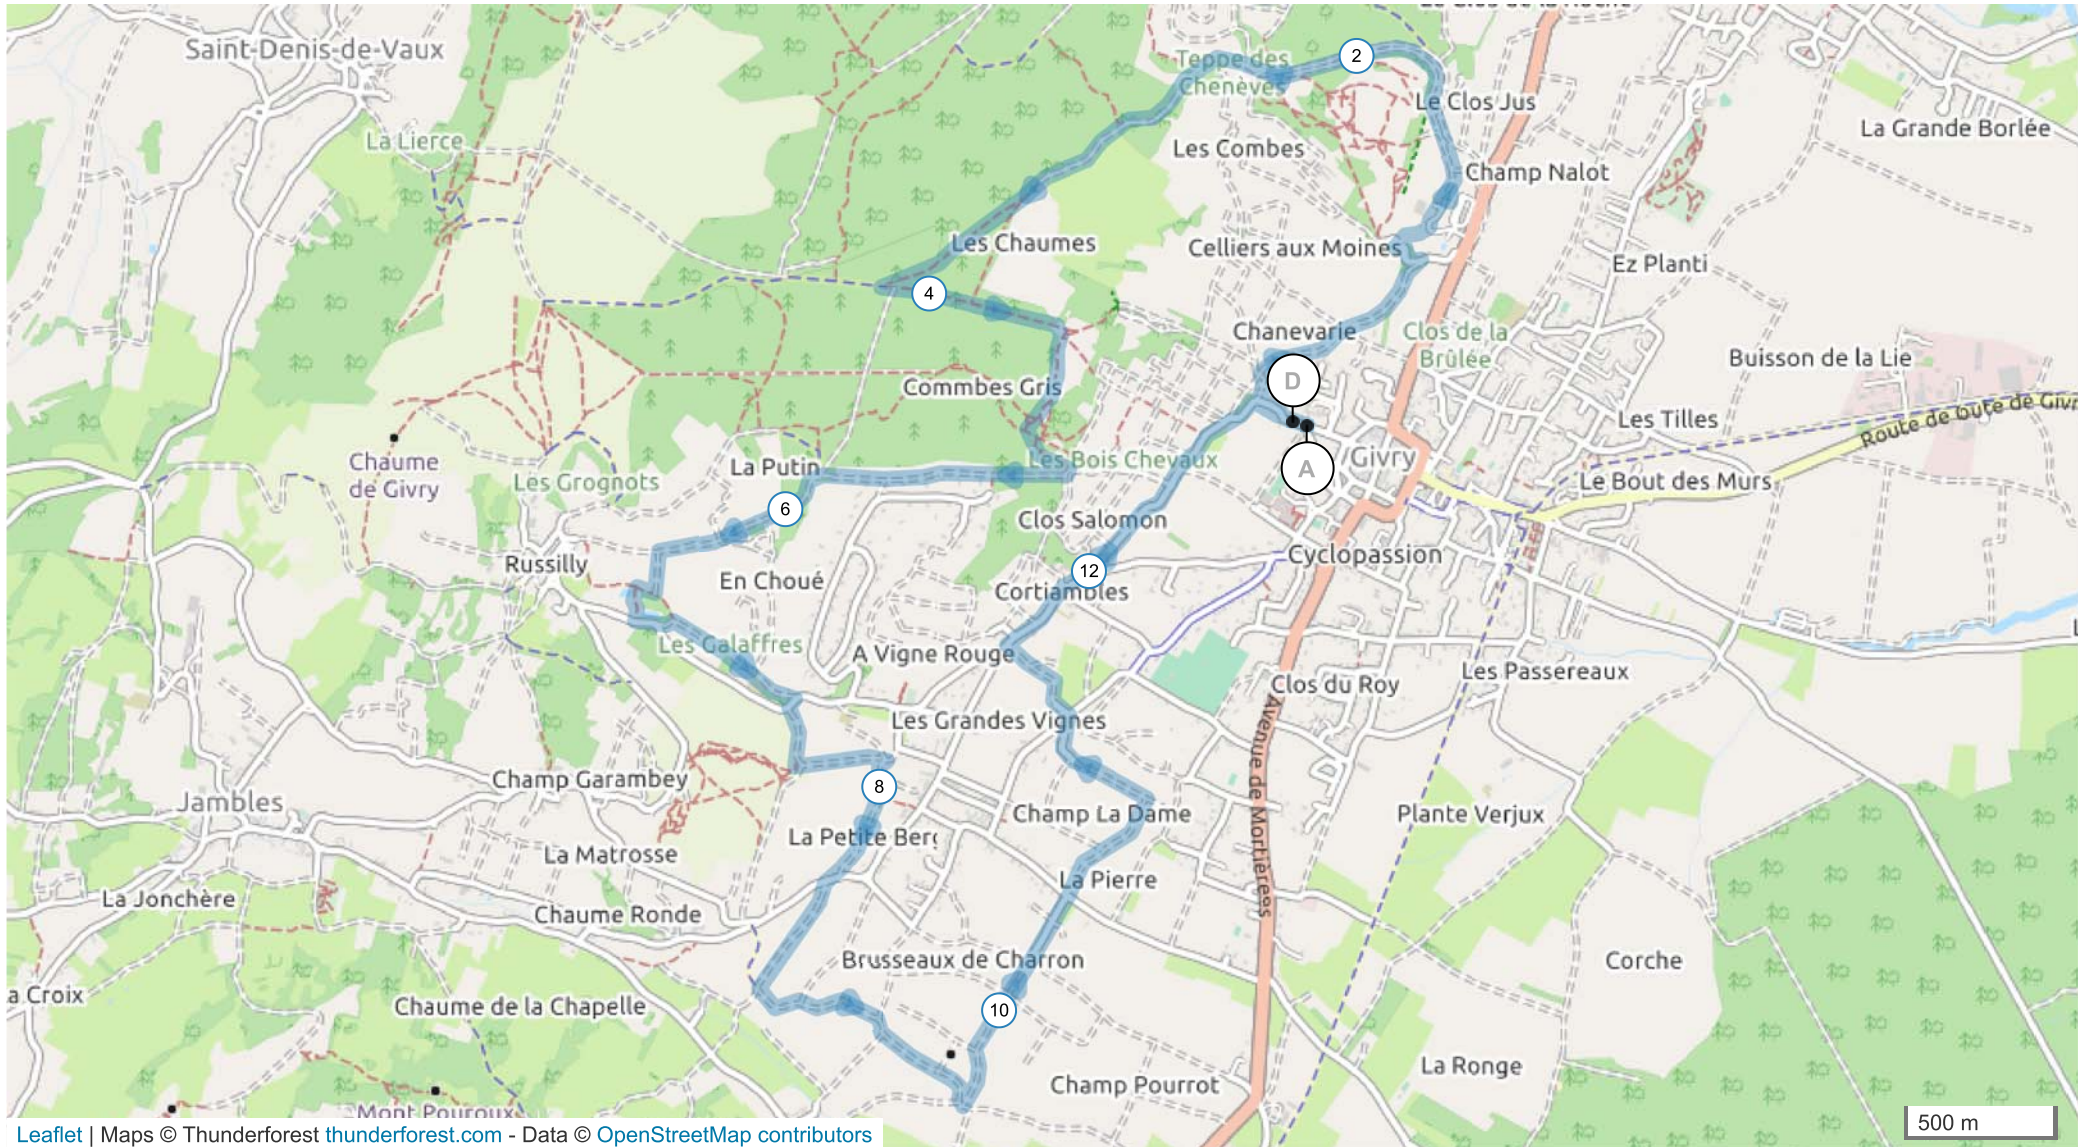 Saint-Denis-de-Vaux
La Lierce
Teppe des
Chenèves
2
Le Clos Jus
La Grande Borlée
Les Combes
Champ Nalot
Les Chaumes
Celliers aux Moines
Ez Planti
4
Chanevarie
Clos de la
Brûlée
Buisson de la Lie
D
Commbes Gris
Les Tilles
Route de
Chaume
de Givry
La Putin
Les Bois Chevaux
A
Givry
Les Grognots
Le Bout des Murs
6
Clos Salomon
Russilly
Cyclopassion
En Choué
12
Cortiambles
Les Galaffres
A Vigne Rouge
Les Passereaux
Clos du Roy
Les Grandes Vignes
Avenue de Mortières
Champ Garambey
8
Jambles
Champ La Dame
Plante Verjux
La Petite Berg
La Matrosse
La Pierre
La Jonchère
Chaume Ronde
Brusseaux de Charron
Corche
a Croix
Chaume de la Chapelle
10
La Ronge
Champ Pourrot
Mont Pouroux
500 m
Leaflet | Maps © Thunderforest thunderforest.com - Data © OpenStreetMap contributors